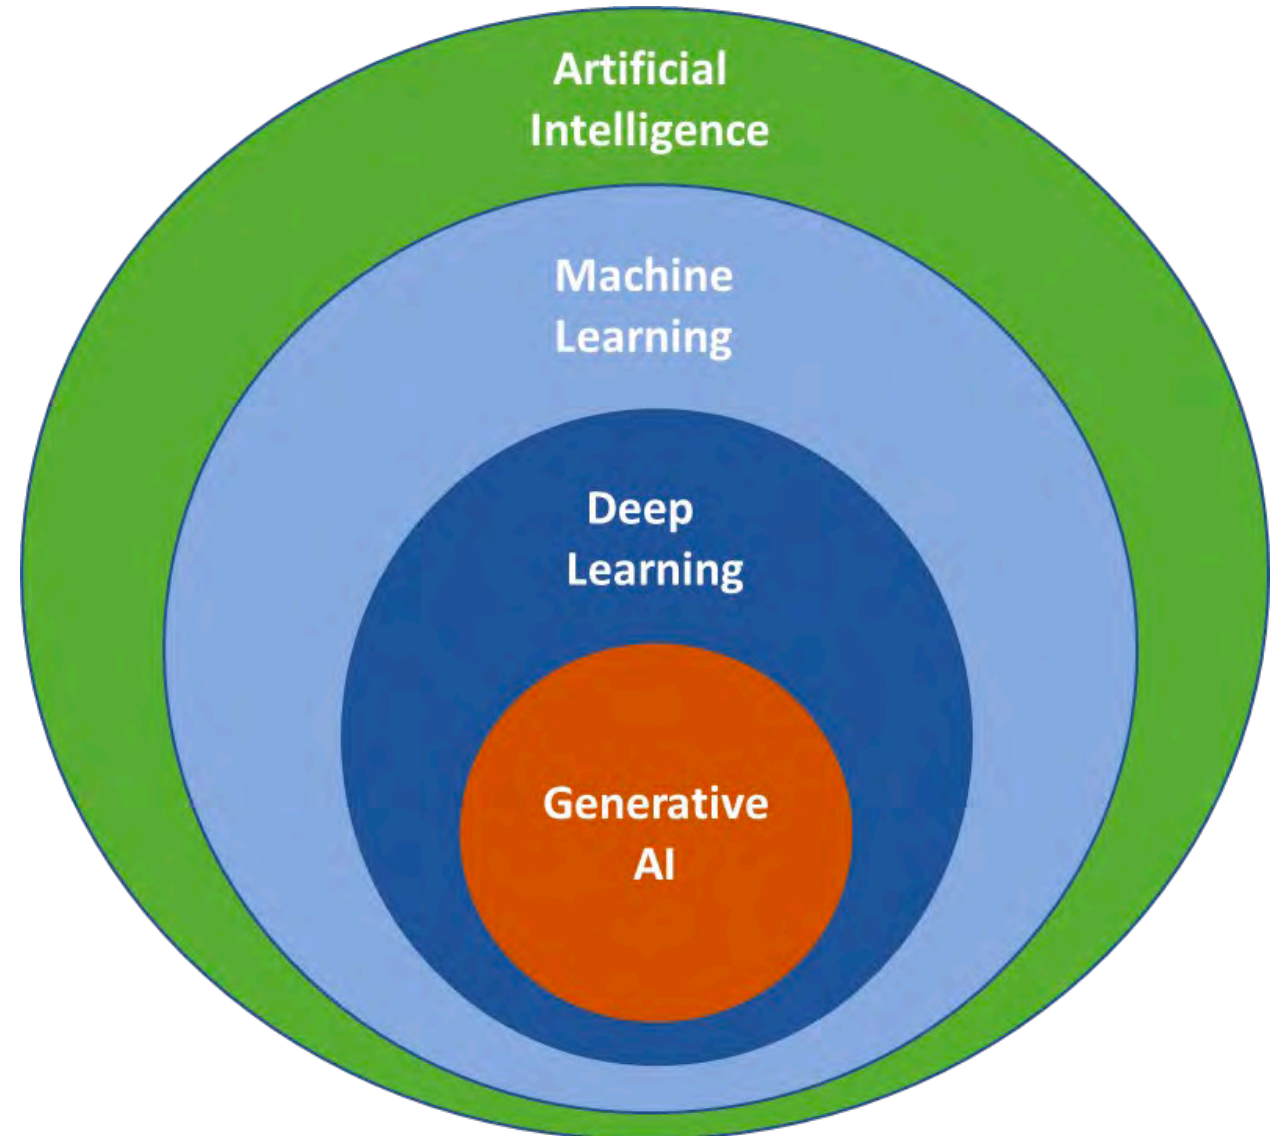 Artificial
Intelligence
Machine
Learning
Deep
Learning
Generative
AI